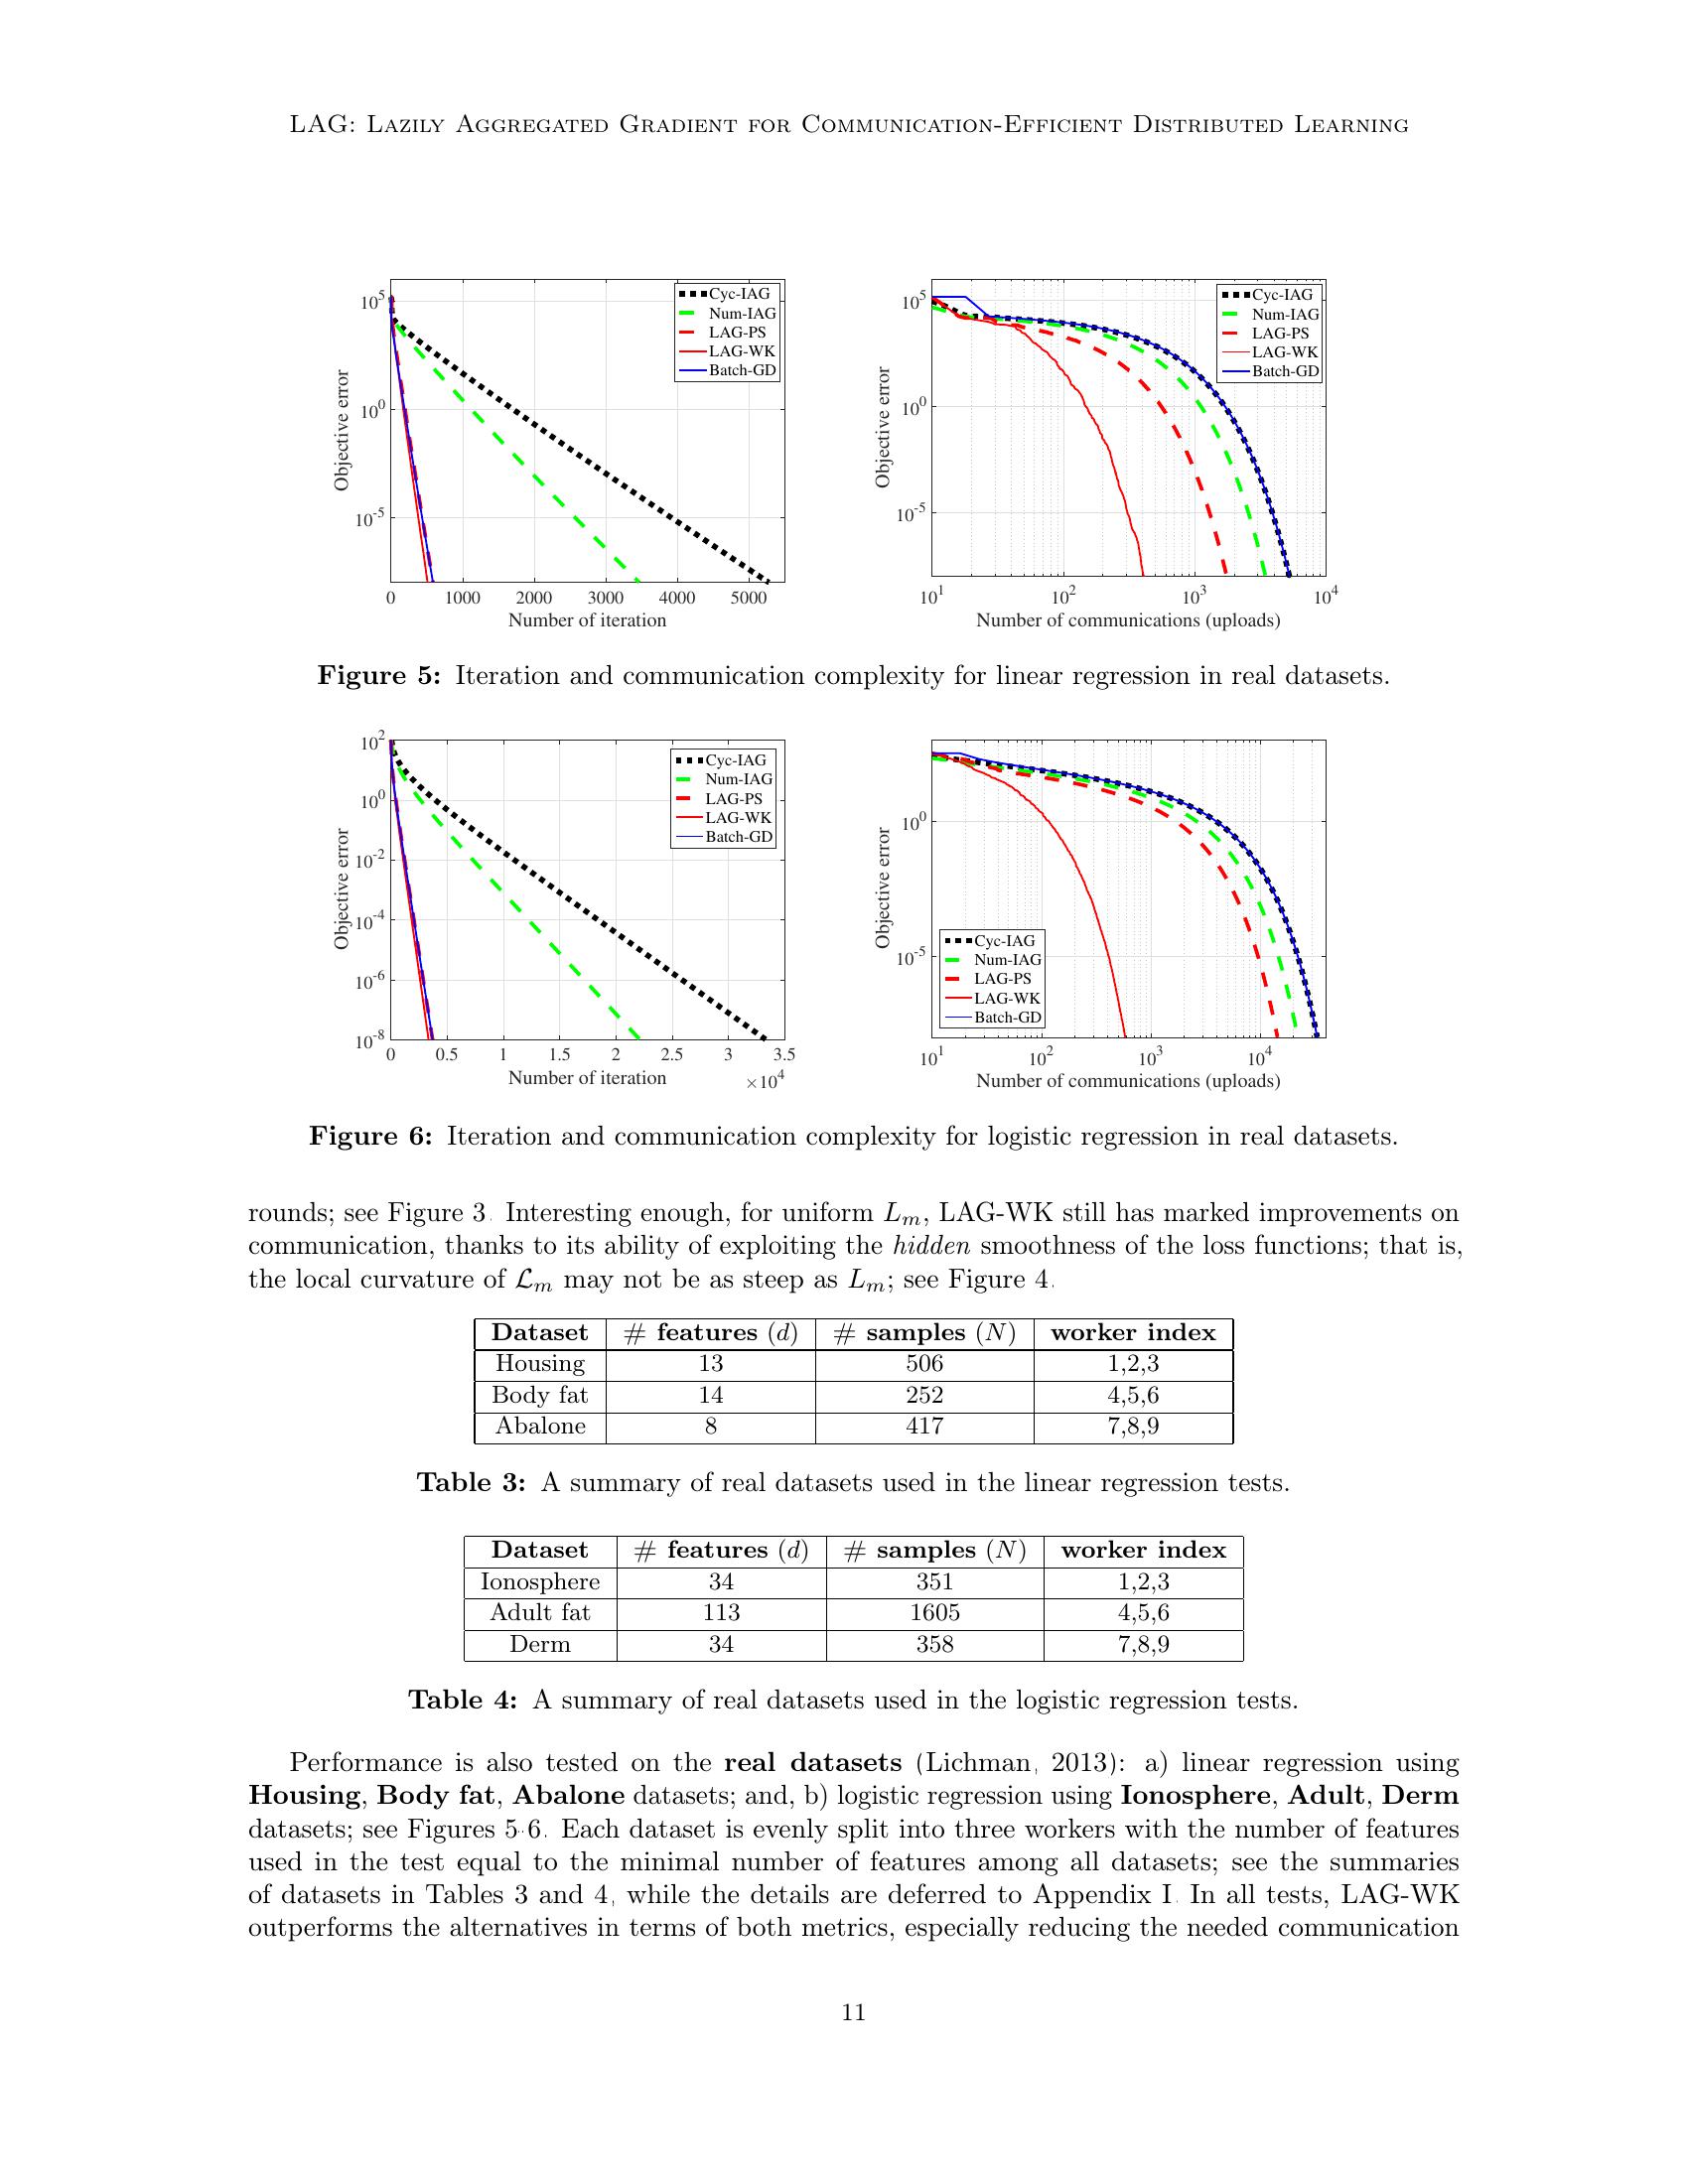 LAG: Lazily Aggregated Gradient for Communication-Efficient Distributed Learning
10^5
10^0
10^-5
Objective error
0 1000 2000 3000 4000 5000
Number of iteration
Cyc-IAG
Num-IAG
LAG-PS
LAG-WK
Batch-GD
10^5
10^0
10^-5
Objective error
10^1 10^2 10^3 10^4
Number of communications (uploads)
Cyc-IAG
Num-IAG
LAG-PS
LAG-WK
Batch-GD
Figure 5: Iteration and communication complexity for linear regression in real datasets.
10^2
10^0
10^-2
10^-4
10^-6
10^-8
Objective error
0 0.5 1 1.5 2 2.5 3 3.5
Number of iteration ×10^4
Cyc-IAG
Num-IAG
LAG-PS
LAG-WK
Batch-GD
10^0
10^-5
Objective error
10^1 10^2 10^3 10^4
Number of communications (uploads)
Cyc-IAG
Num-IAG
LAG-PS
LAG-WK
Batch-GD
Figure 6: Iteration and communication complexity for logistic regression in real datasets.
rounds; see Figure 3. Interesting enough, for uniform L_m, LAG-WK still has marked improvements on
communication, thanks to its ability of exploiting the hidden smoothness of the loss functions; that is,
the local curvature of ℒ_m may not be as steep as L_m; see Figure 4.
Dataset # features (d) # samples (N) worker index
Housing 13 506 1,2,3
Body fat 14 252 4,5,6
Abalone 8 417 7,8,9
Table 3: A summary of real datasets used in the linear regression tests.
Dataset # features (d) # samples (N) worker index
Ionosphere 34 351 1,2,3
Adult fat 113 1605 4,5,6
Derm 34 358 7,8,9
Table 4: A summary of real datasets used in the logistic regression tests.
Performance is also tested on the real datasets (Lichman, 2013): a) linear regression using
Housing, Body fat, Abalone datasets; and, b) logistic regression using Ionosphere, Adult, Derm
datasets; see Figures 5-6. Each dataset is evenly split into three workers with the number of features
used in the test equal to the minimal number of features among all datasets; see the summaries
of datasets in Tables 3 and 4, while the details are deferred to Appendix I. In all tests, LAG-WK
outperforms the alternatives in terms of both metrics, especially reducing the needed communication
11